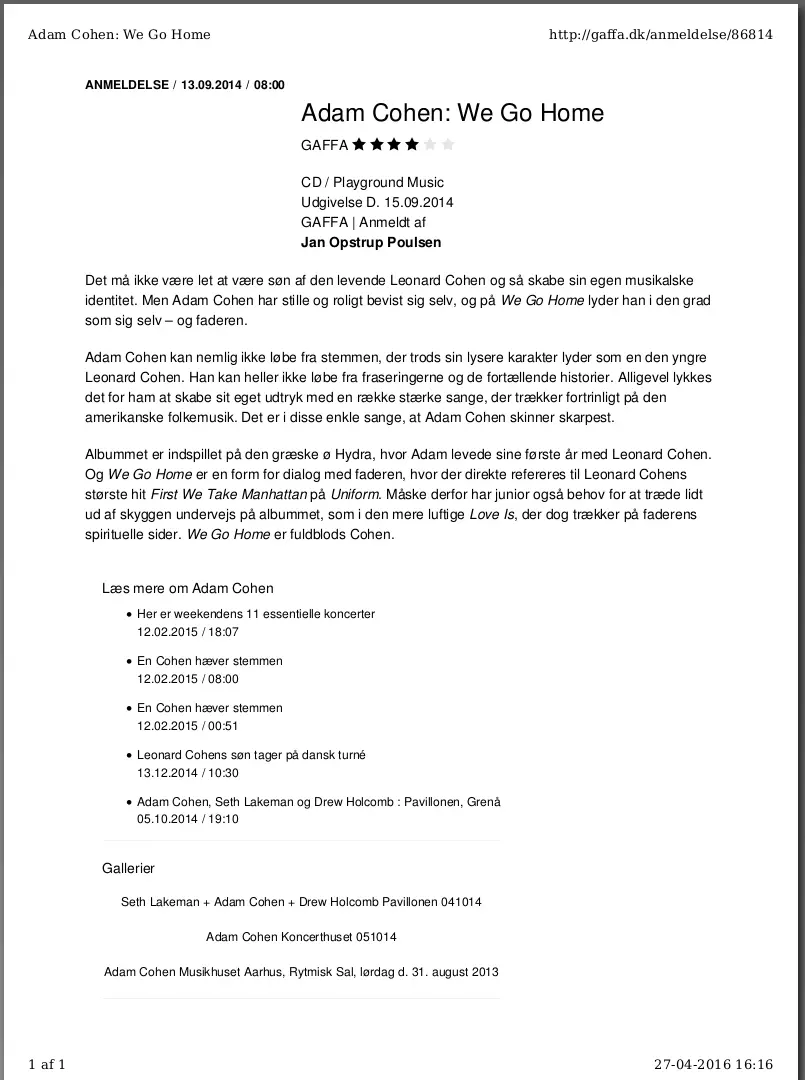 Adam Cohen: We Go Home
http://gaffa.dk/anmeldelse/86814
ANMELDELSE / 13.09.2014 / 08:00
Adam Cohen: We Go Home
GAFFA ★★★★★★
CD / Playground Music
Udgivelse D. 15.09.2014
GAFFA | Anmeldt af
Jan Opstrup Poulsen
Det må ikke være let at være søn af den levende Leonard Cohen og så skabe sin egen musikalske
identitet. Men Adam Cohen har stille og roligt bevist sig selv, og på We Go Home lyder han i den grad
som sig selv – og faderen.
Adam Cohen kan nemlig ikke løbe fra stemmen, der trods sin lysere karakter lyder som en den yngre
Leonard Cohen. Han kan heller ikke løbe fra fraseringerne og de fortællende historier. Alligevel lykkes
det for ham at skabe sit eget udtryk med en række stærke sange, der trækker fortrinligt på den
amerikanske folkemusik. Det er i disse enkle sange, at Adam Cohen skinner skarpest.
Albummet er indspillet på den græske ø Hydra, hvor Adam levede sine første år med Leonard Cohen.
Og We Go Home er en form for dialog med faderen, hvor der direkte refereres til Leonard Cohens
største hit First We Take Manhattan på Uniform. Måske derfor har junior også behov for at træde lidt
ud af skyggen undervejs på albummet, som i den mere luftige Love Is, der dog trækker på faderens
spirituelle sider. We Go Home er fuldblods Cohen.
Læs mere om Adam Cohen
• Her er weekendens 11 essentielle koncerter
12.02.2015 / 18:07
• En Cohen hæver stemmen
12.02.2015 / 08:00
• En Cohen hæver stemmen
12.02.2015 / 00:51
• Leonard Cohens søn tager på dansk turné
13.12.2014 / 10:30
• Adam Cohen, Seth Lakeman og Drew Holcomb : Pavillonen, Grenå
05.10.2014 / 19:10
Gallerier
Seth Lakeman + Adam Cohen + Drew Holcomb Pavillonen 041014
Adam Cohen Koncerthuset 051014
Adam Cohen Musikhuset Aarhus, Rytmisk Sal, lørdag d. 31. august 2013
1 af 1
27-04-2016 16:16